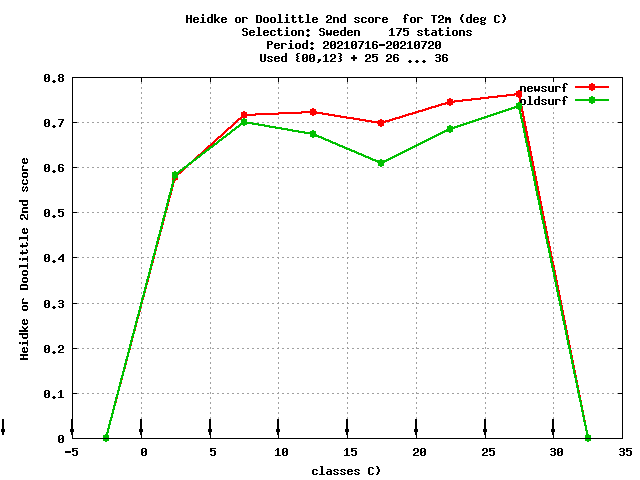 Heidke or Doolittle 2nd score  for T2m (deg C)
Selection: Sweden    175 stations
Period: 20210716-20210720
Used {00,12} + 25 26 ... 36
newsurf
oldsurf
0.8
0.7
0.6
0.5
0.4
0.3
0.2
0.1
0
Heidke or Doolittle 2nd score
-5 0 5 10 15 20 25 30 35
classes C)